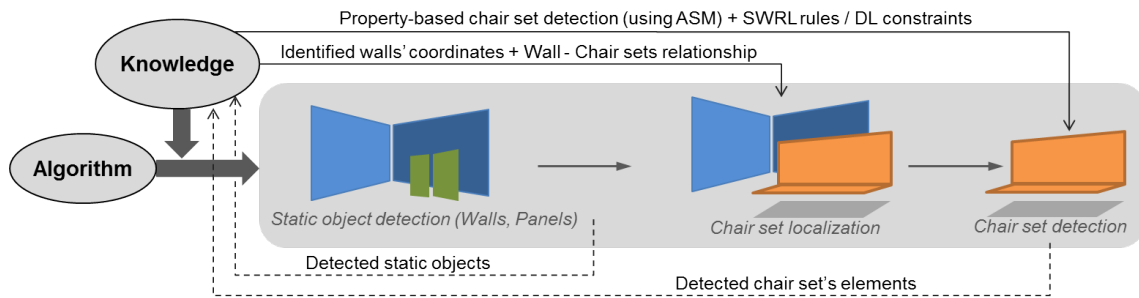 Property-based chair set detection (using ASM) + SWRL rules / DL constraints
Identified walls' coordinates + Wall - Chair sets relationship
Knowledge
Algorithm
Static object detection (Walls, Panels)
Chair set localization
Chair set detection
Detected static objects
Detected chair set's elements